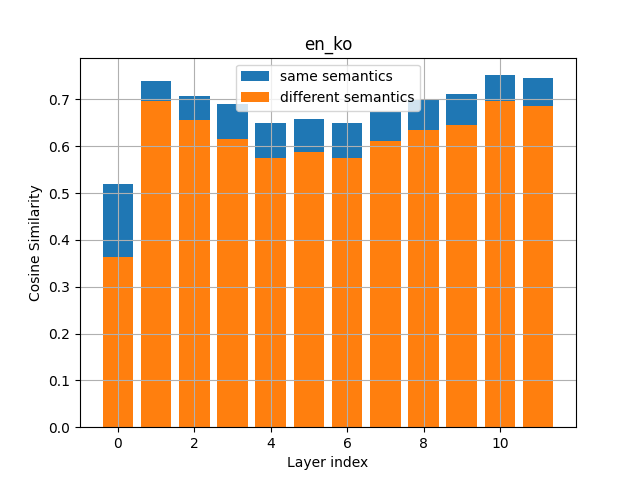 en_ko
same semantics
different semantics
Cosine Similarity
0.7
0.6
0.5
0.4
0.3
0.2
0.1
0.0
0 2 4 6 8 10
Layer index